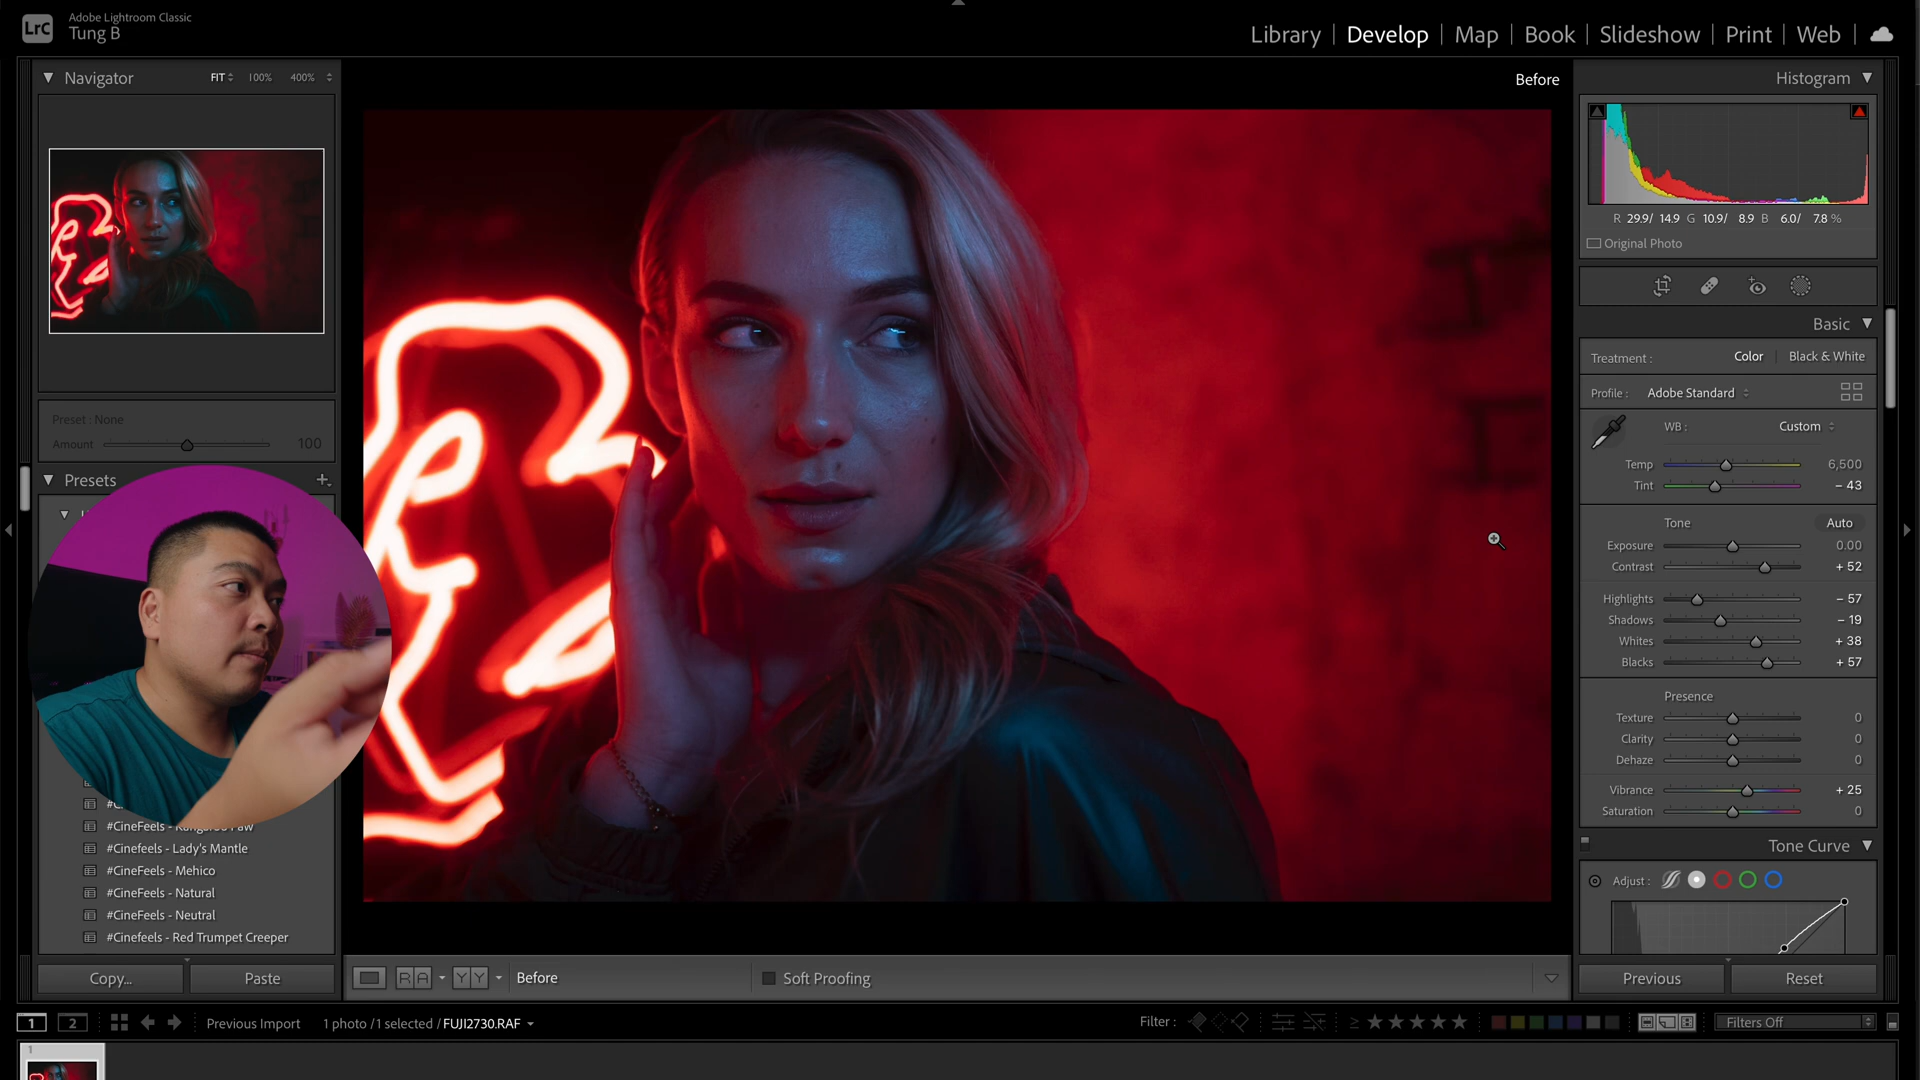 LrC
Adobe Lightroom Classic
Tung B
Library | Develop | Map | Book | Slideshow | Print | Web
Navigator FIT 100% 400%
Before
Histogram
R 29.9/ 14.9 G 10.9/ 8.9 B 6.0/ 7.8 %
Original Photo
Basic
Treatment : Color Black & White
Profile : Adobe Standard
WB : Custom
Temp 6,500
Tint - 43
Tone Auto
Exposure 0.00
Contrast + 52
Highlights - 57
Shadows - 19
Whites + 38
Blacks + 57
Presence
Texture 0
Clarity 0
Dehaze 0
Vibrance + 25
Saturation 0
Tone Curve
Adjust :
Preset : None
Amount 100
Presets
#CineFeels - Kangaroo Paw
#Cinefeels - Lady's Mantle
#CineFeels - Mehico
#CineFeels - Natural
#CineFeels - Neutral
#Cinefeels - Red Trumpet Creeper
Copy... Paste
R A Y Y Before Soft Proofing
Previous Reset
1 2 Previous Import 1 photo / 1 selected / FUJI2730.RAF
Filter : ≥ ★★★★★ Filters Off
1